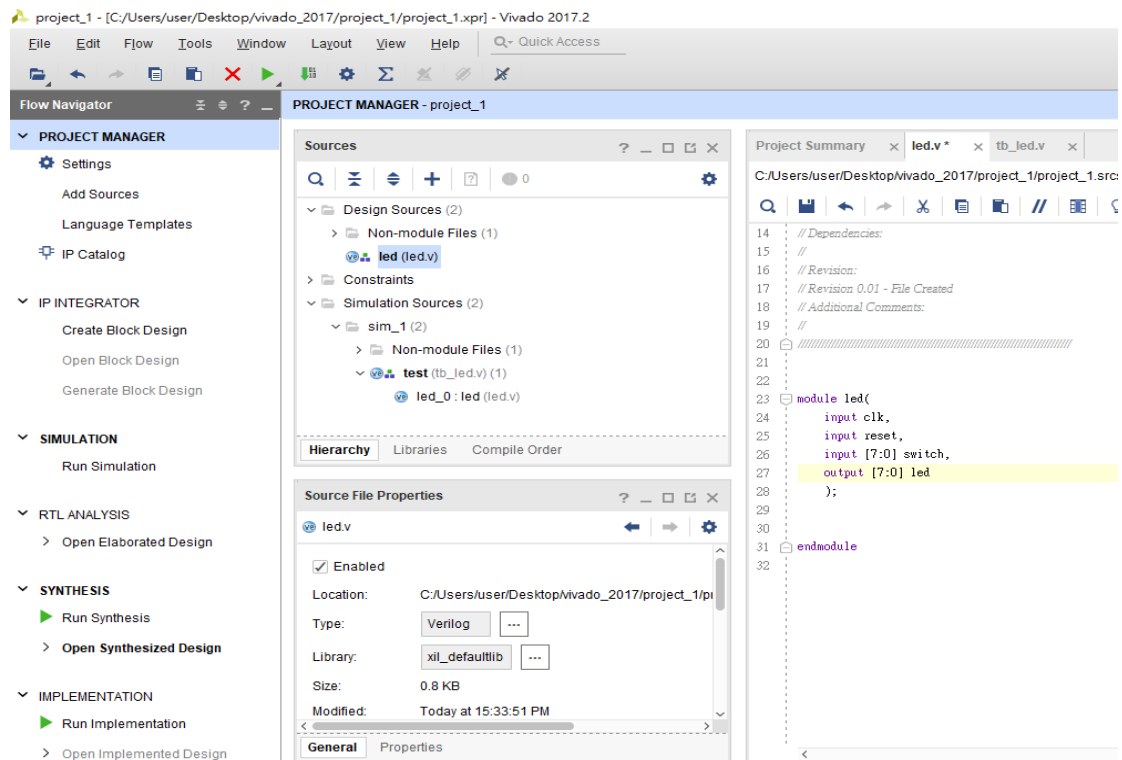 project_1 - [C:/Users/user/Desktop/vivado_2017/project_1/project_1.xpr] - Vivado 2017.2
File Edit Flow Tools Window Layout View Help Quick Access
Flow Navigator
PROJECT MANAGER
Settings
Add Sources
Language Templates
IP Catalog
IP INTEGRATOR
Create Block Design
Open Block Design
Generate Block Design
SIMULATION
Run Simulation
RTL ANALYSIS
Open Elaborated Design
SYNTHESIS
Run Synthesis
Open Synthesized Design
IMPLEMENTATION
Run Implementation
Open Implemented Design
PROJECT MANAGER - project_1
Sources
0
Design Sources (2)
Non-module Files (1)
led (led.v)
Constraints
Simulation Sources (2)
sim_1 (2)
Non-module Files (1)
test (tb_led.v) (1)
led_0 : led (led.v)
Hierarchy Libraries Compile Order
Source File Properties
led.v
Enabled
Location: C:/Users/user/Desktop/vivado_2017/project_1/
Type: Verilog ...
Library: xil_defaultlib ...
Size: 0.8 KB
Modified: Today at 15:33:51 PM
General Properties
Project Summary led.v * tb_led.v
C:/Users/user/Desktop/vivado_2017/project_1/project_1.src
14 // Dependencies:
15 //
16 // Revision:
17 // Revision 0.01 - File Created
18 // Additional Comments:
19 //
20 //////////////////////////////////////////////////////////////////////////////////
21
22
23 module led(
24 input clk,
25 input reset,
26 input [7:0] switch,
27 output [7:0] led
28 );
29
30
31 endmodule
32